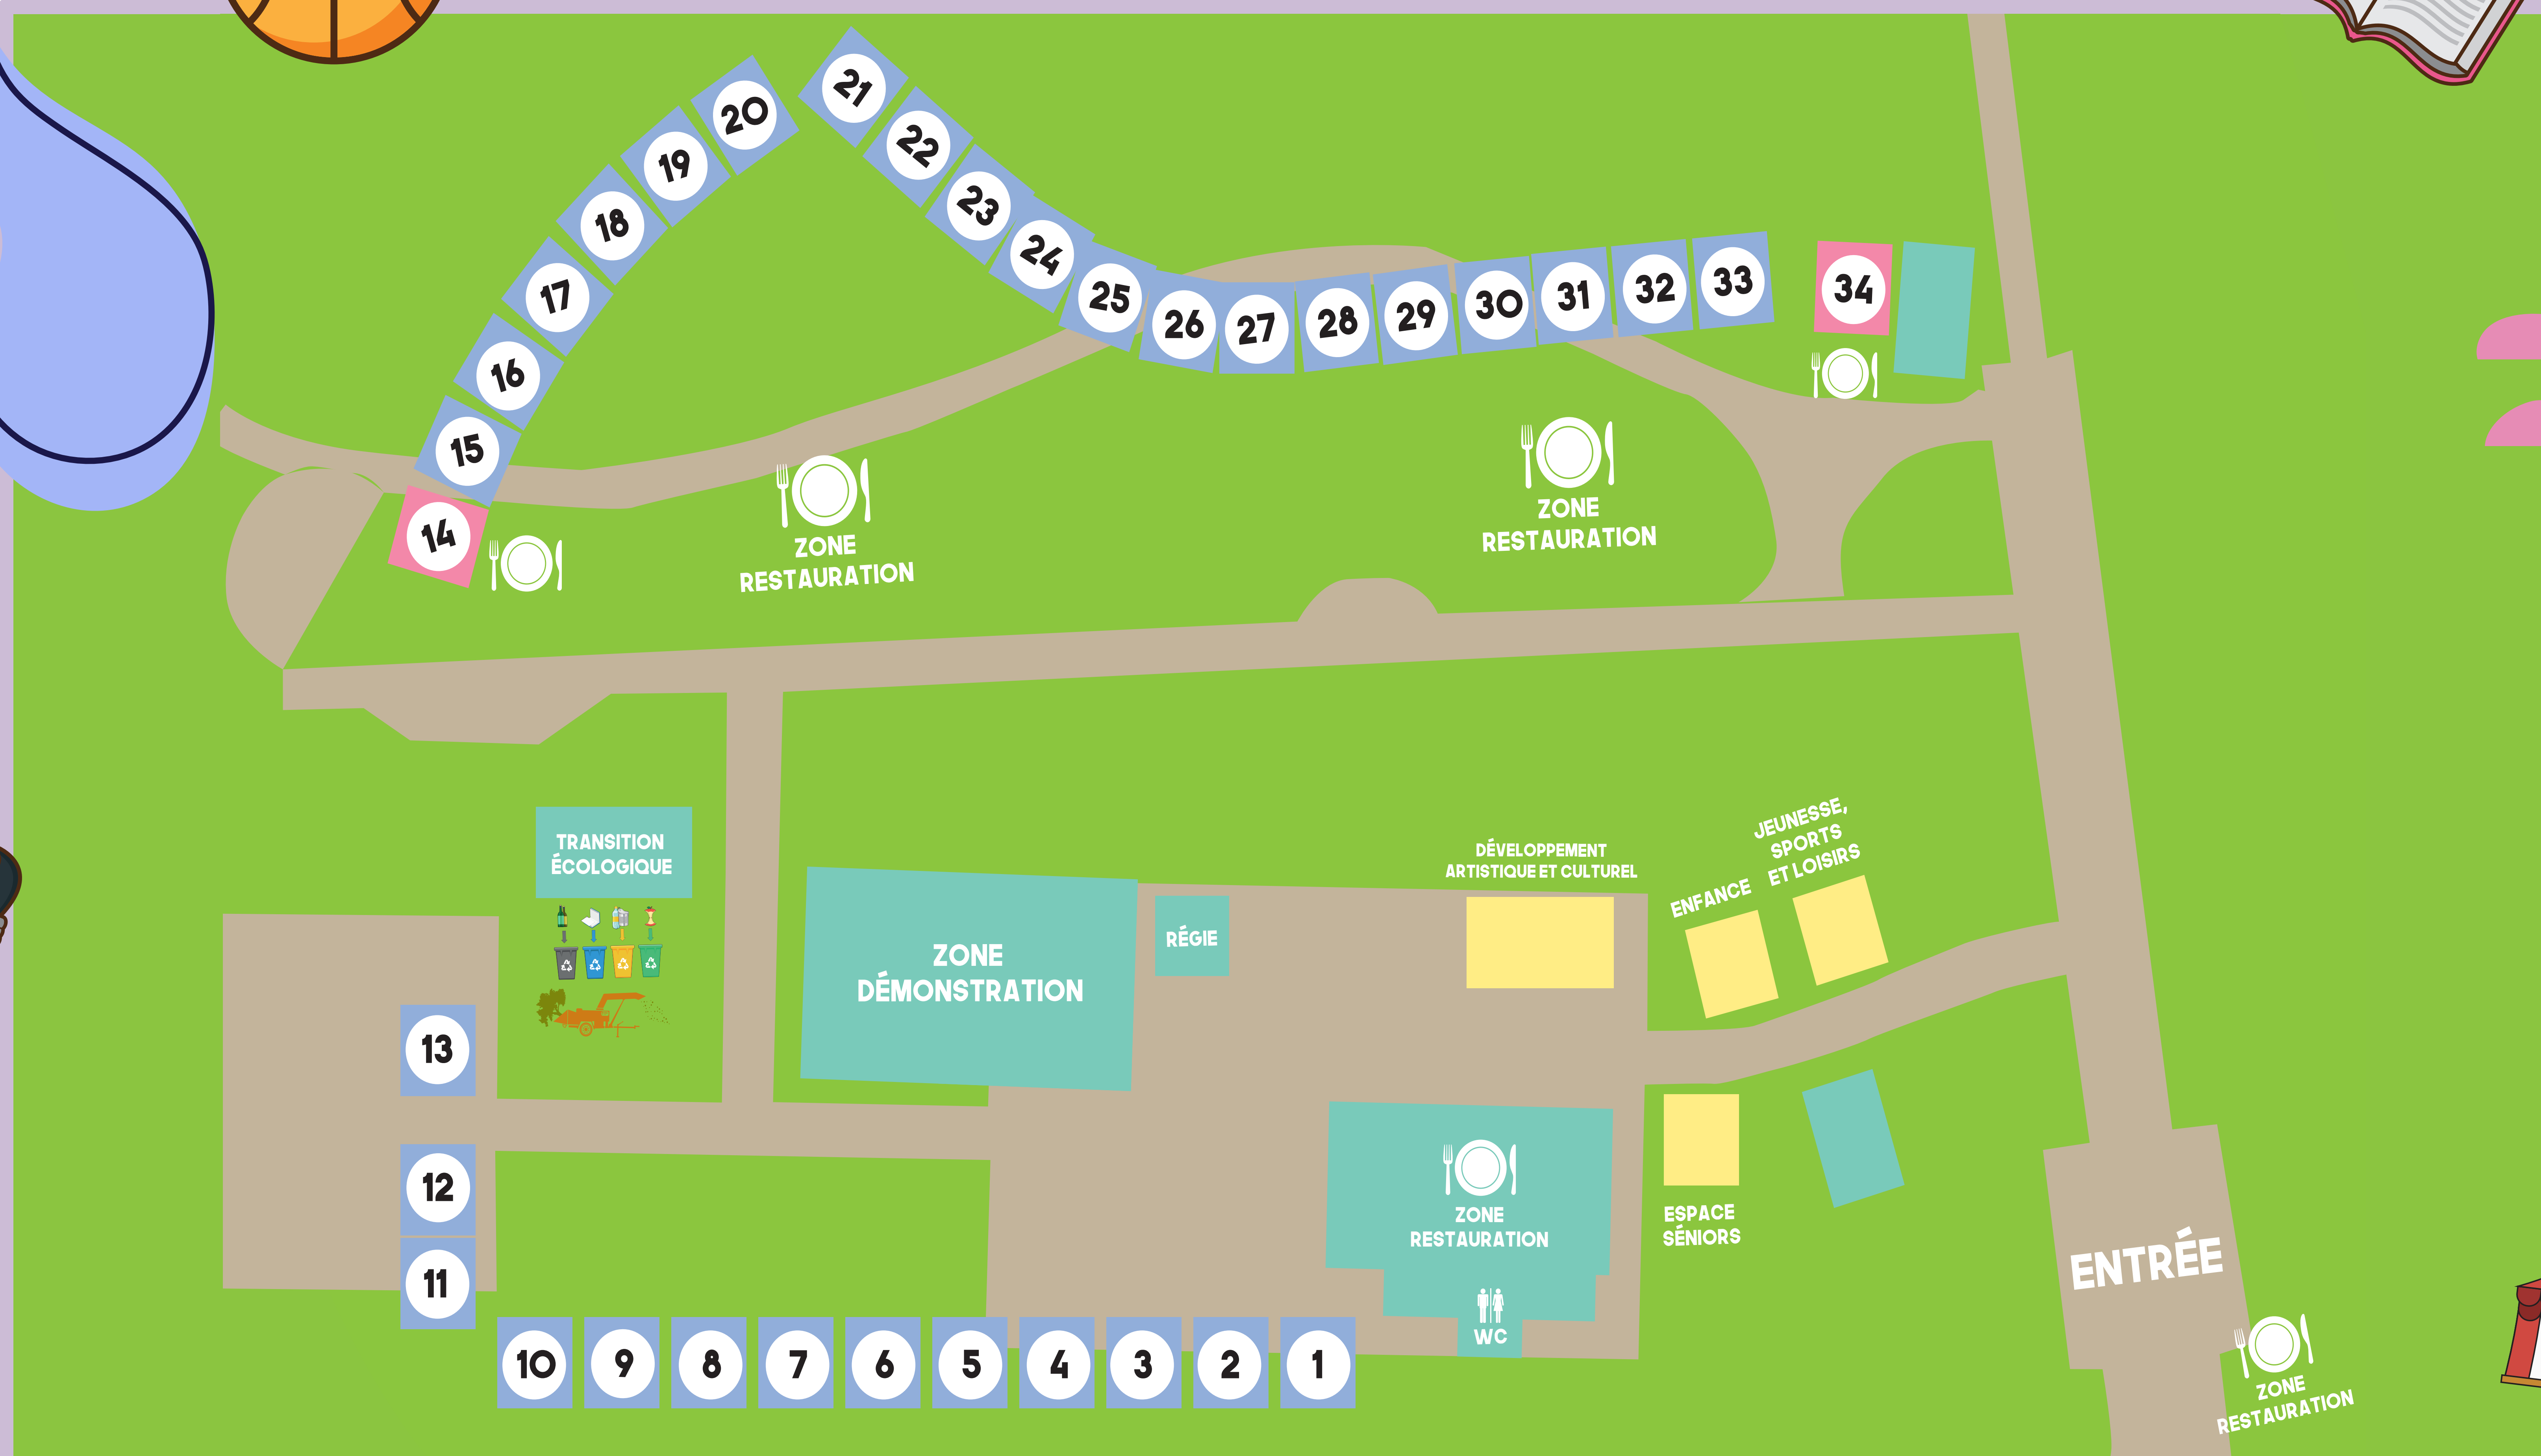 21
20
22
19
23
18
24
17
25
26
27
28
29
30
31
32
33
34
16
15
14
ZONE
RESTAURATION
ZONE
RESTAURATION
TRANSITION
ÉCOLOGIQUE
ZONE
DÉMONSTRATION
RÉGIE
DÉVELOPPEMENT
ARTISTIQUE ET CULTUREL
ENFANCE
JEUNESSE,
SPORTS
ET LOISIRS
13
12
11
ZONE
RESTAURATION
WC
ESPACE
SÉNIORS
ENTRÉE
ZONE
RESTAURATION
10
9
8
7
6
5
4
3
2
1